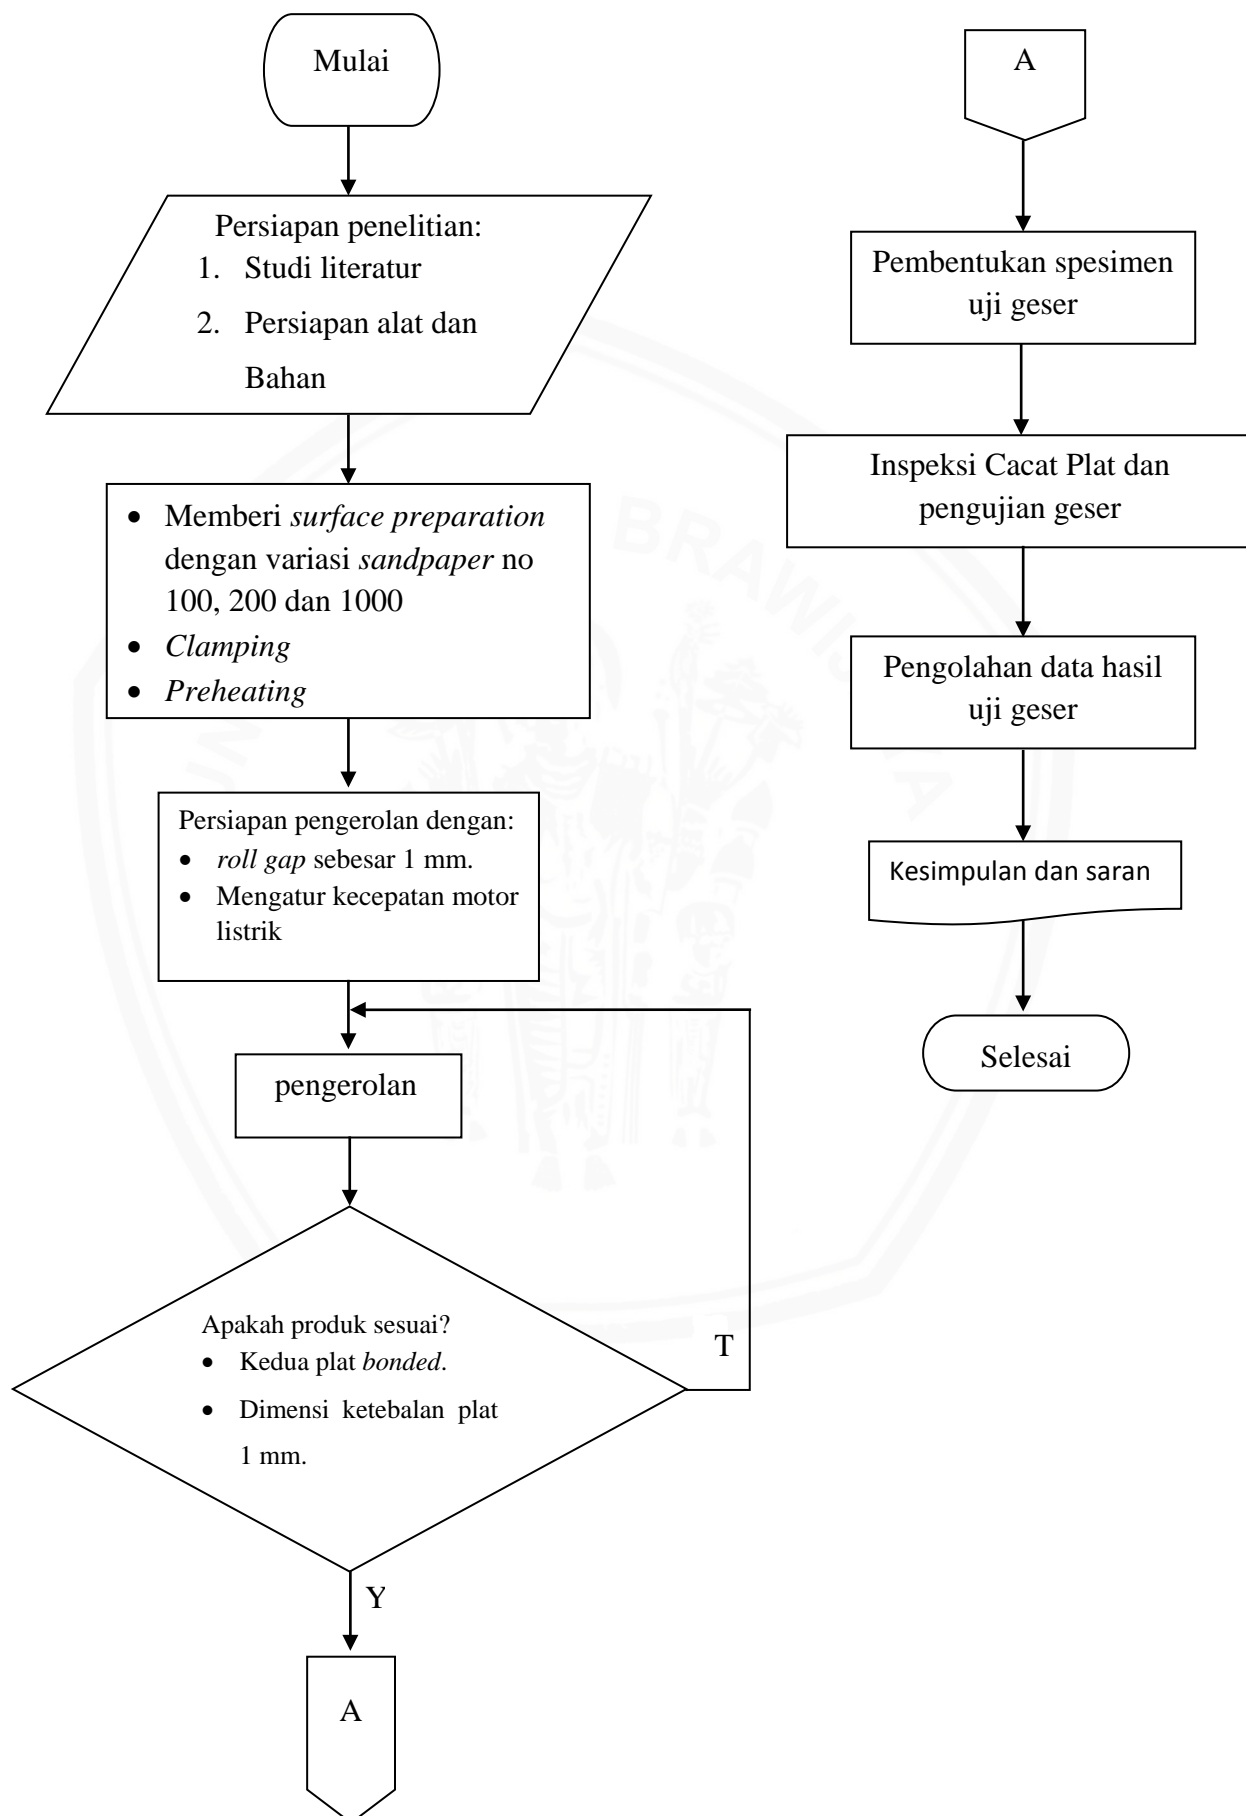 Mulai
Persiapan penelitian:
1. Studi literatur
2. Persiapan alat dan
Bahan
• Memberi surface preparation
dengan variasi sandpaper no
100, 200 dan 1000
• Clamping
• Preheating
Persiapan pengerolan dengan:
• roll gap sebesar 1 mm.
• Mengatur kecepatan motor
listrik
pengerolan
Apakah produk sesuai?
• Kedua plat bonded.
• Dimensi ketebalan plat
1 mm.
T
Y
A
A
Pembentukan spesimen
uji geser
Inspeksi Cacat Plat dan
pengujian geser
Pengolahan data hasil
uji geser
Kesimpulan dan saran
Selesai